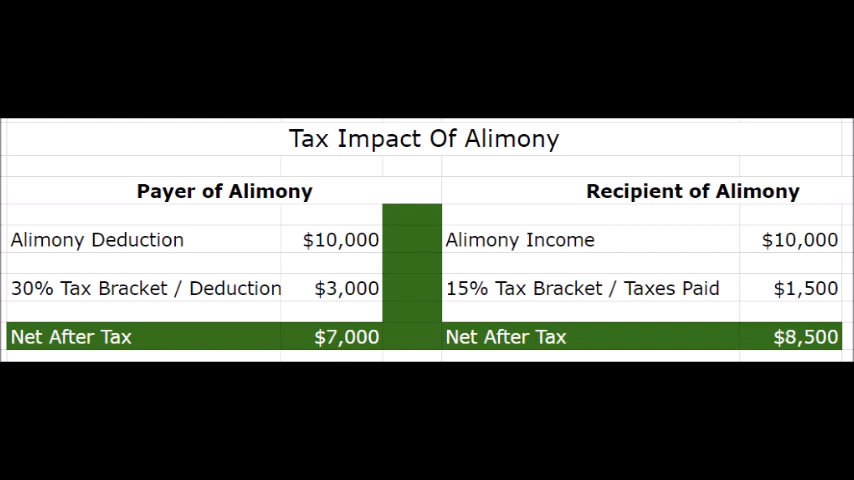 Tax Impact Of Alimony
Payer of Alimony Recipient of Alimony
Alimony Deduction $10,000 Alimony Income $10,000
30% Tax Bracket / Deduction $3,000 15% Tax Bracket / Taxes Paid $1,500
Net After Tax $7,000 Net After Tax $8,500